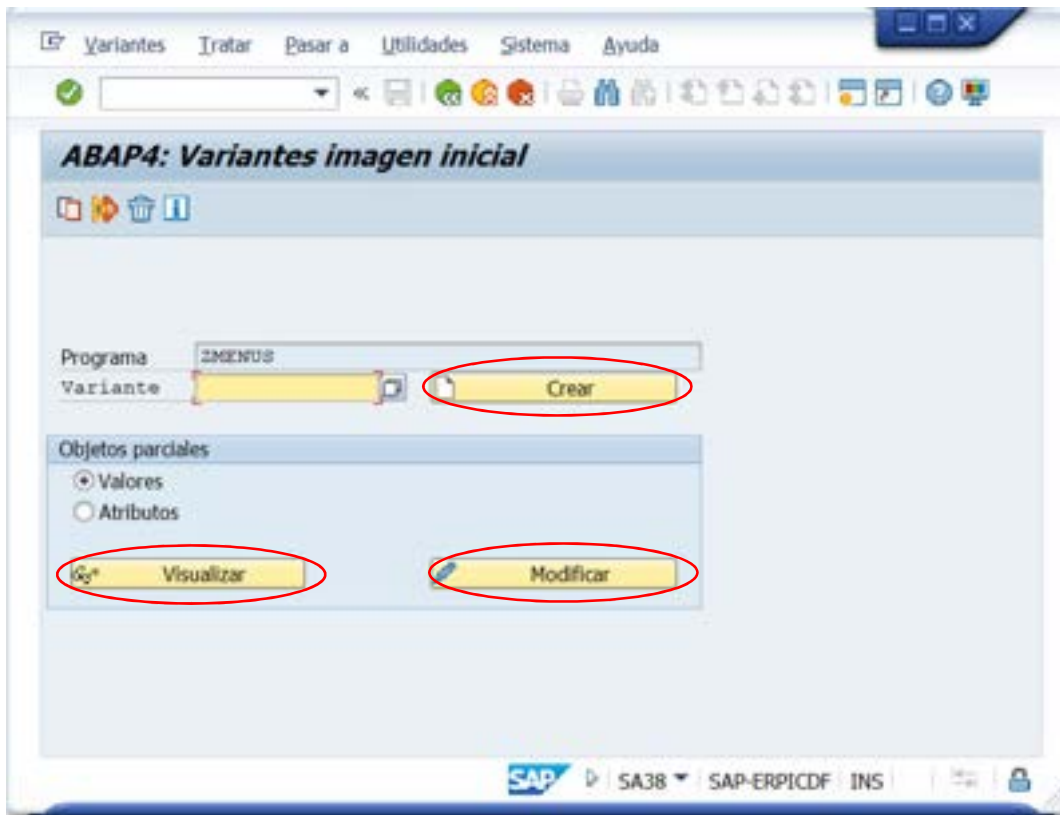 Variantes Tratar Pasar a Utilidades Sistema Ayuda
ABAP4: Variantes imagen inicial
Programa ZMENUS
Variante Crear
Objetos parciales
Valores
Atributos
Visualizar Modificar
SAP SA38 SAP-ERPICDF INS